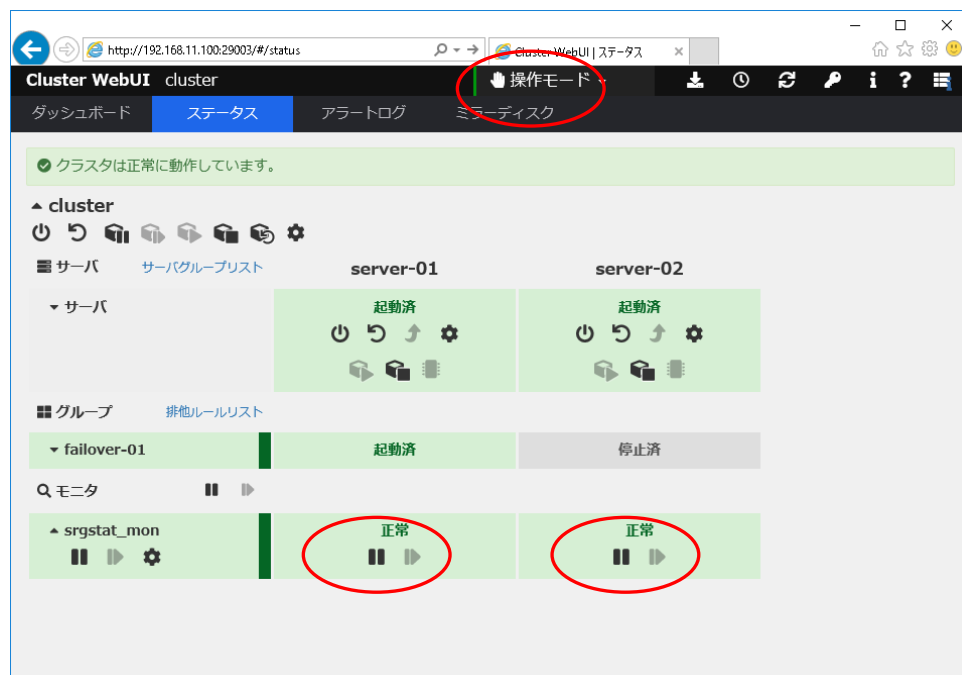 http://192.168.11.100:29003/#/status
Cluster WebUI | ステータス
Cluster WebUI cluster
操作モード
ダッシュボード ステータス アラートログ ミラーディスク
クラスタは正常に動作しています。
cluster
サーバ サーバグループリスト server-01 server-02
サーバ 起動済 起動済
グループ 排他ルールリスト
failover-01 起動済 停止済
モニタ
srgstat_mon 正常 正常